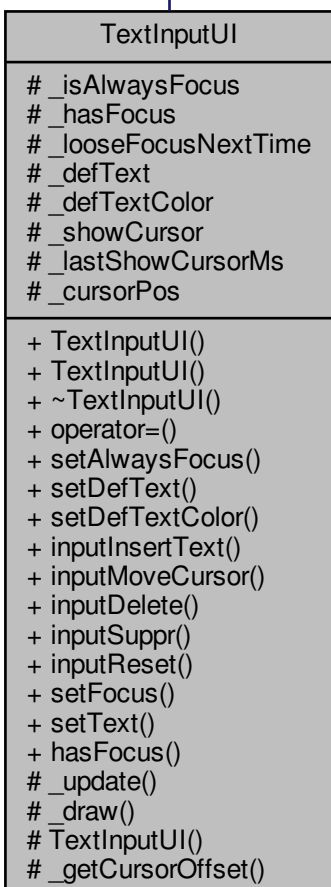 TextInputUI
# _isAlwaysFocus
# _hasFocus
# _looseFocusNextTime
# _defText
# _defTextColor
# _showCursor
# _lastShowCursorMs
# _cursorPos
+ TextInputUI()
+ TextInputUI()
+ ~TextInputUI()
+ operator=()
+ setAlwaysFocus()
+ setDefText()
+ setDefTextColor()
+ inputInsertText()
+ inputMoveCursor()
+ inputDelete()
+ inputSuppr()
+ inputReset()
+ setFocus()
+ setText()
+ hasFocus()
# _update()
# _draw()
# TextInputUI()
# _getCursorOffset()